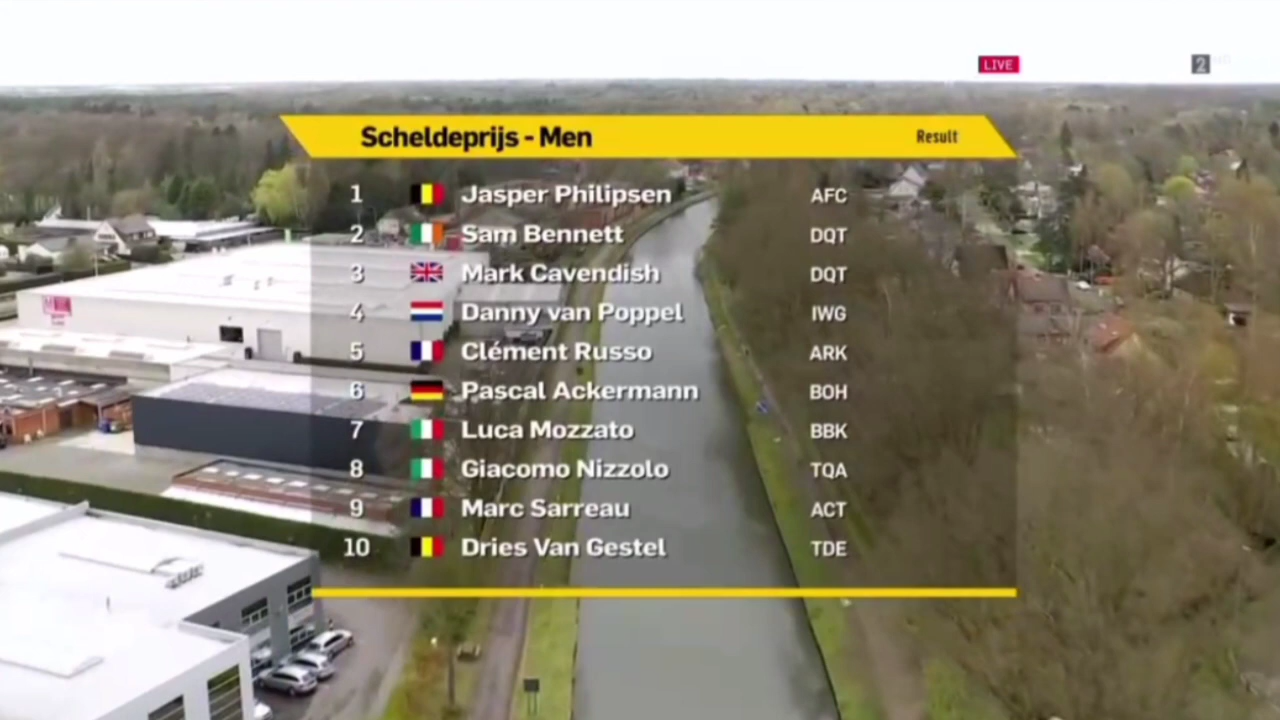 LIVE 2
Scheldeprijs - Men Result
1 Jasper Philipsen AFC
2 Sam Bennett DQT
3 Mark Cavendish DQT
4 Danny van Poppel IWG
5 Clément Russo ARK
6 Pascal Ackermann BOH
7 Luca Mozzato BBK
8 Giacomo Nizzolo TQA
9 Marc Sarreau ACT
10 Dries Van Gestel TDE